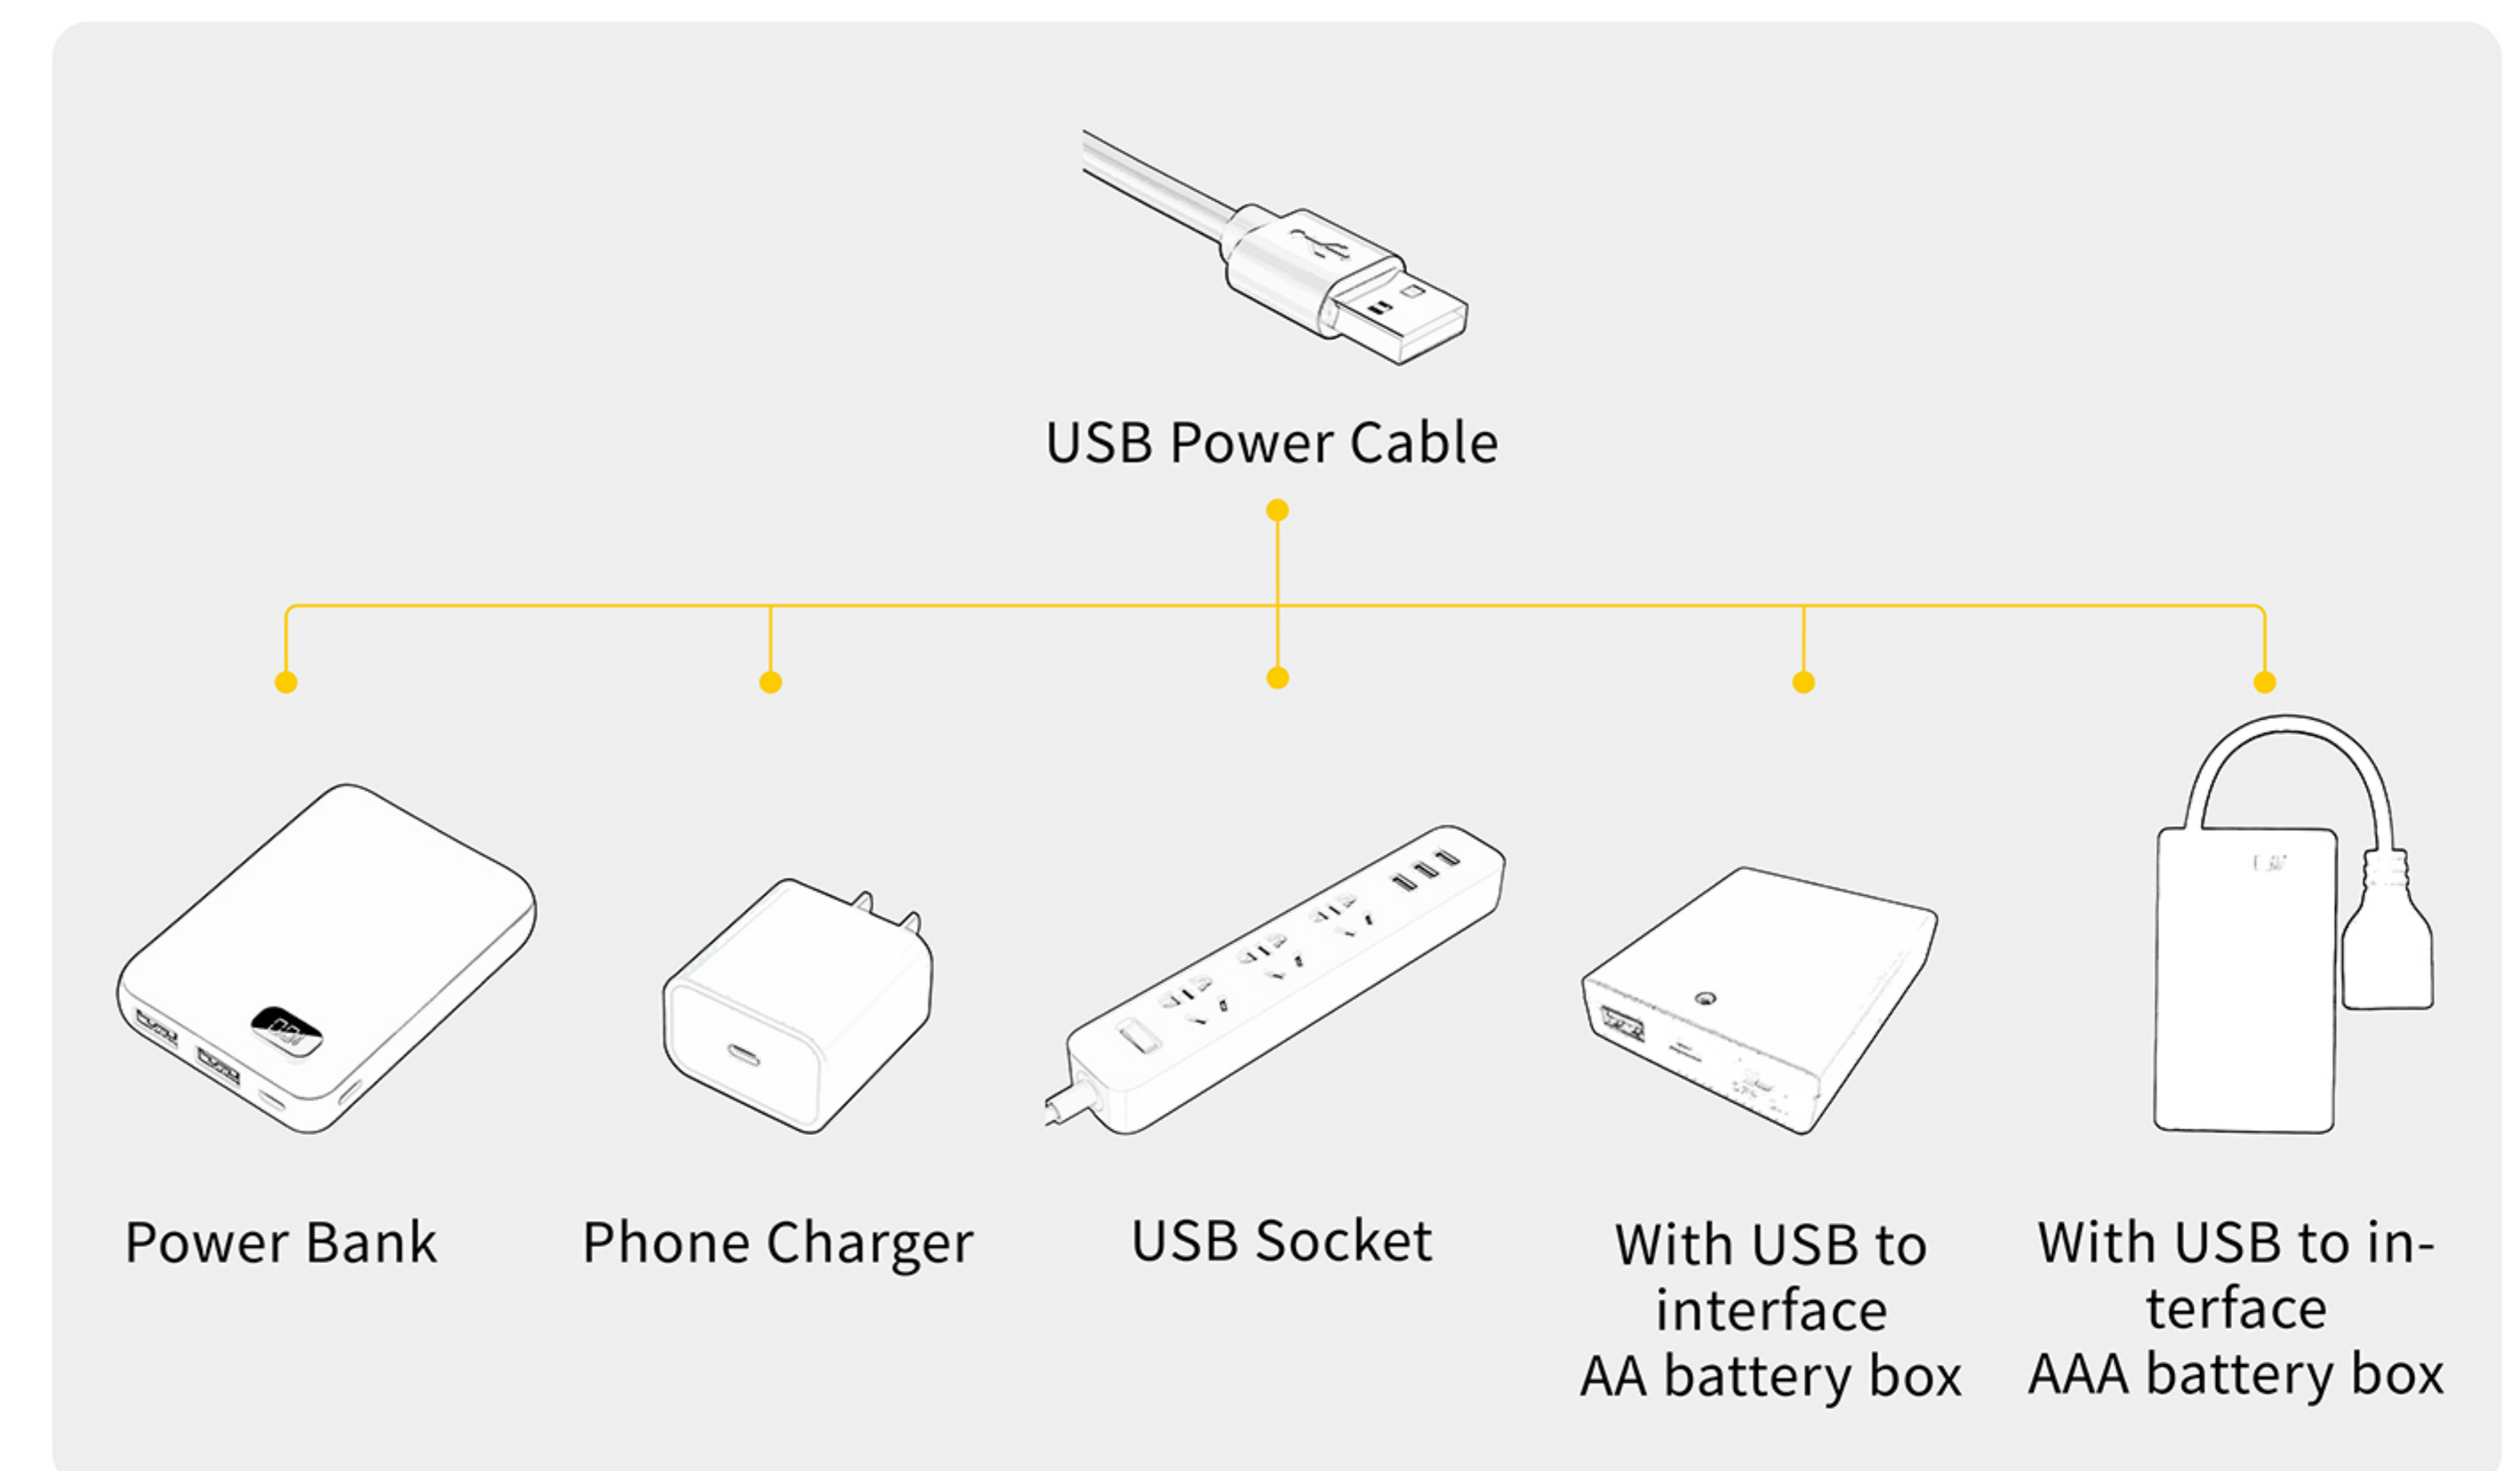 USB Power Cable
Power Bank
Phone Charger
USB Socket
With USB to
interface
AA battery box
With USB to in-
terface
AAA battery box